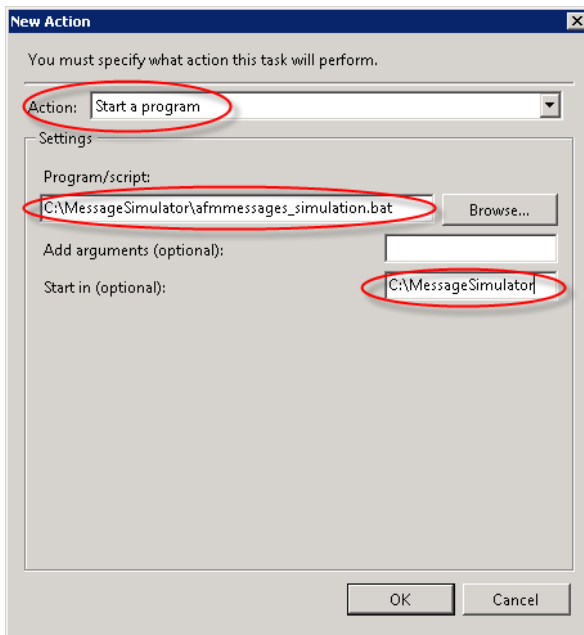 New Action
You must specify what action this task will perform.
Action: Start a program
Settings
Program/script:
C:\MessageSimulator\afmmessages_simulation.bat Browse...
Add arguments (optional):
Start in (optional): C:\MessageSimulator
OK Cancel